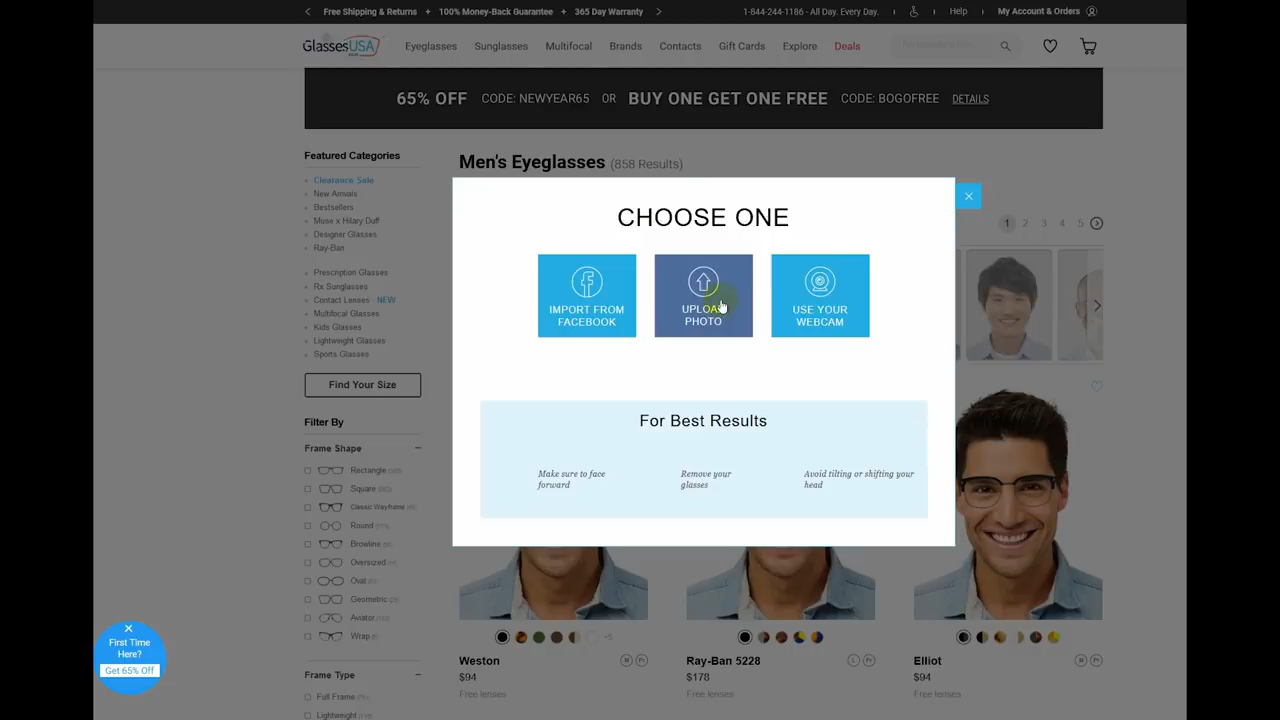 Free Shipping & Returns + 100% Money-Back Guarantee + 365 Day Warranty
1-844-244-1186 - All Day. Every Day. Help My Account & Orders
GlassesUSA
Eyeglasses Sunglasses Multifocal Brands Contacts Gift Cards Explore Deals
65% OFF CODE: NEWYEAR65 OR BUY ONE GET ONE FREE CODE: BOGOFREE DETAILS
Featured Categories
Clearance Sale
New Arrivals
Bestsellers
Muse x Hilary Duff
Designer Glasses
Ray-Ban
Prescription Glasses
Rx Sunglasses
Contact Lenses NEW
Multifocal Glasses
Kids Glasses
Lightweight Glasses
Sports Glasses
Find Your Size
Filter By
Frame Shape
Rectangle
Square
Classic Wayframe
Round
Browline
Oversized
Oval
Geometric
Aviator
Wrap
Frame Type
Full Frame
Lightweight
Men's Eyeglasses (858 Results)
1 2 3 4 5
CHOOSE ONE
IMPORT FROM
FACEBOOK
UPLOAD
PHOTO
USE YOUR
WEBCAM
For Best Results
Make sure to face
forward
Remove your
glasses
Avoid tilting or shifting your
head
+5
Weston
$94
Free lenses
Ray-Ban 5228
$178
Free lenses
Elliot
$94
Free lenses
First Time
Here?
Get 65% Off